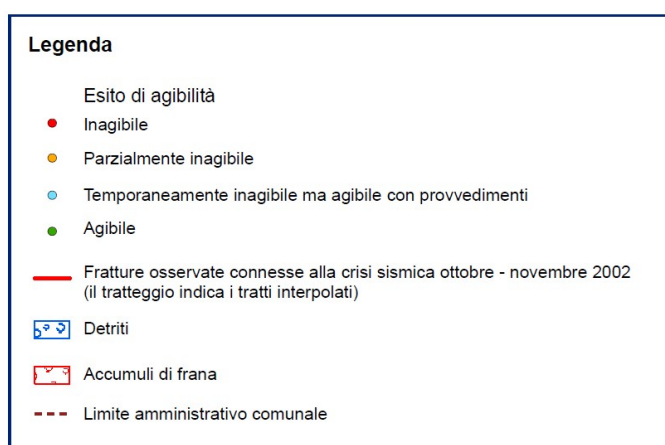 Legenda
Esito di agibilità
Inagibile
Parzialmente inagibile
Temporaneamente inagibile ma agibile con provvedimenti
Agibile
Fratture osservate connesse alla crisi sismica ottobre - novembre 2002
(il tratteggio indica i tratti interpolati)
Detriti
Accumuli di frana
Limite amministrativo comunale